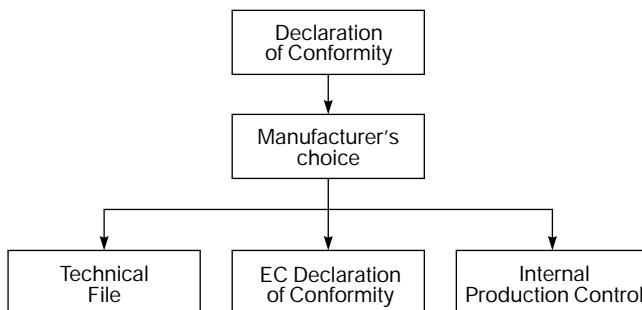 Declaration
of Conformity
Manufacturer's
choice
Technical
File
EC Declaration
of Conformity
Internal
Production Control